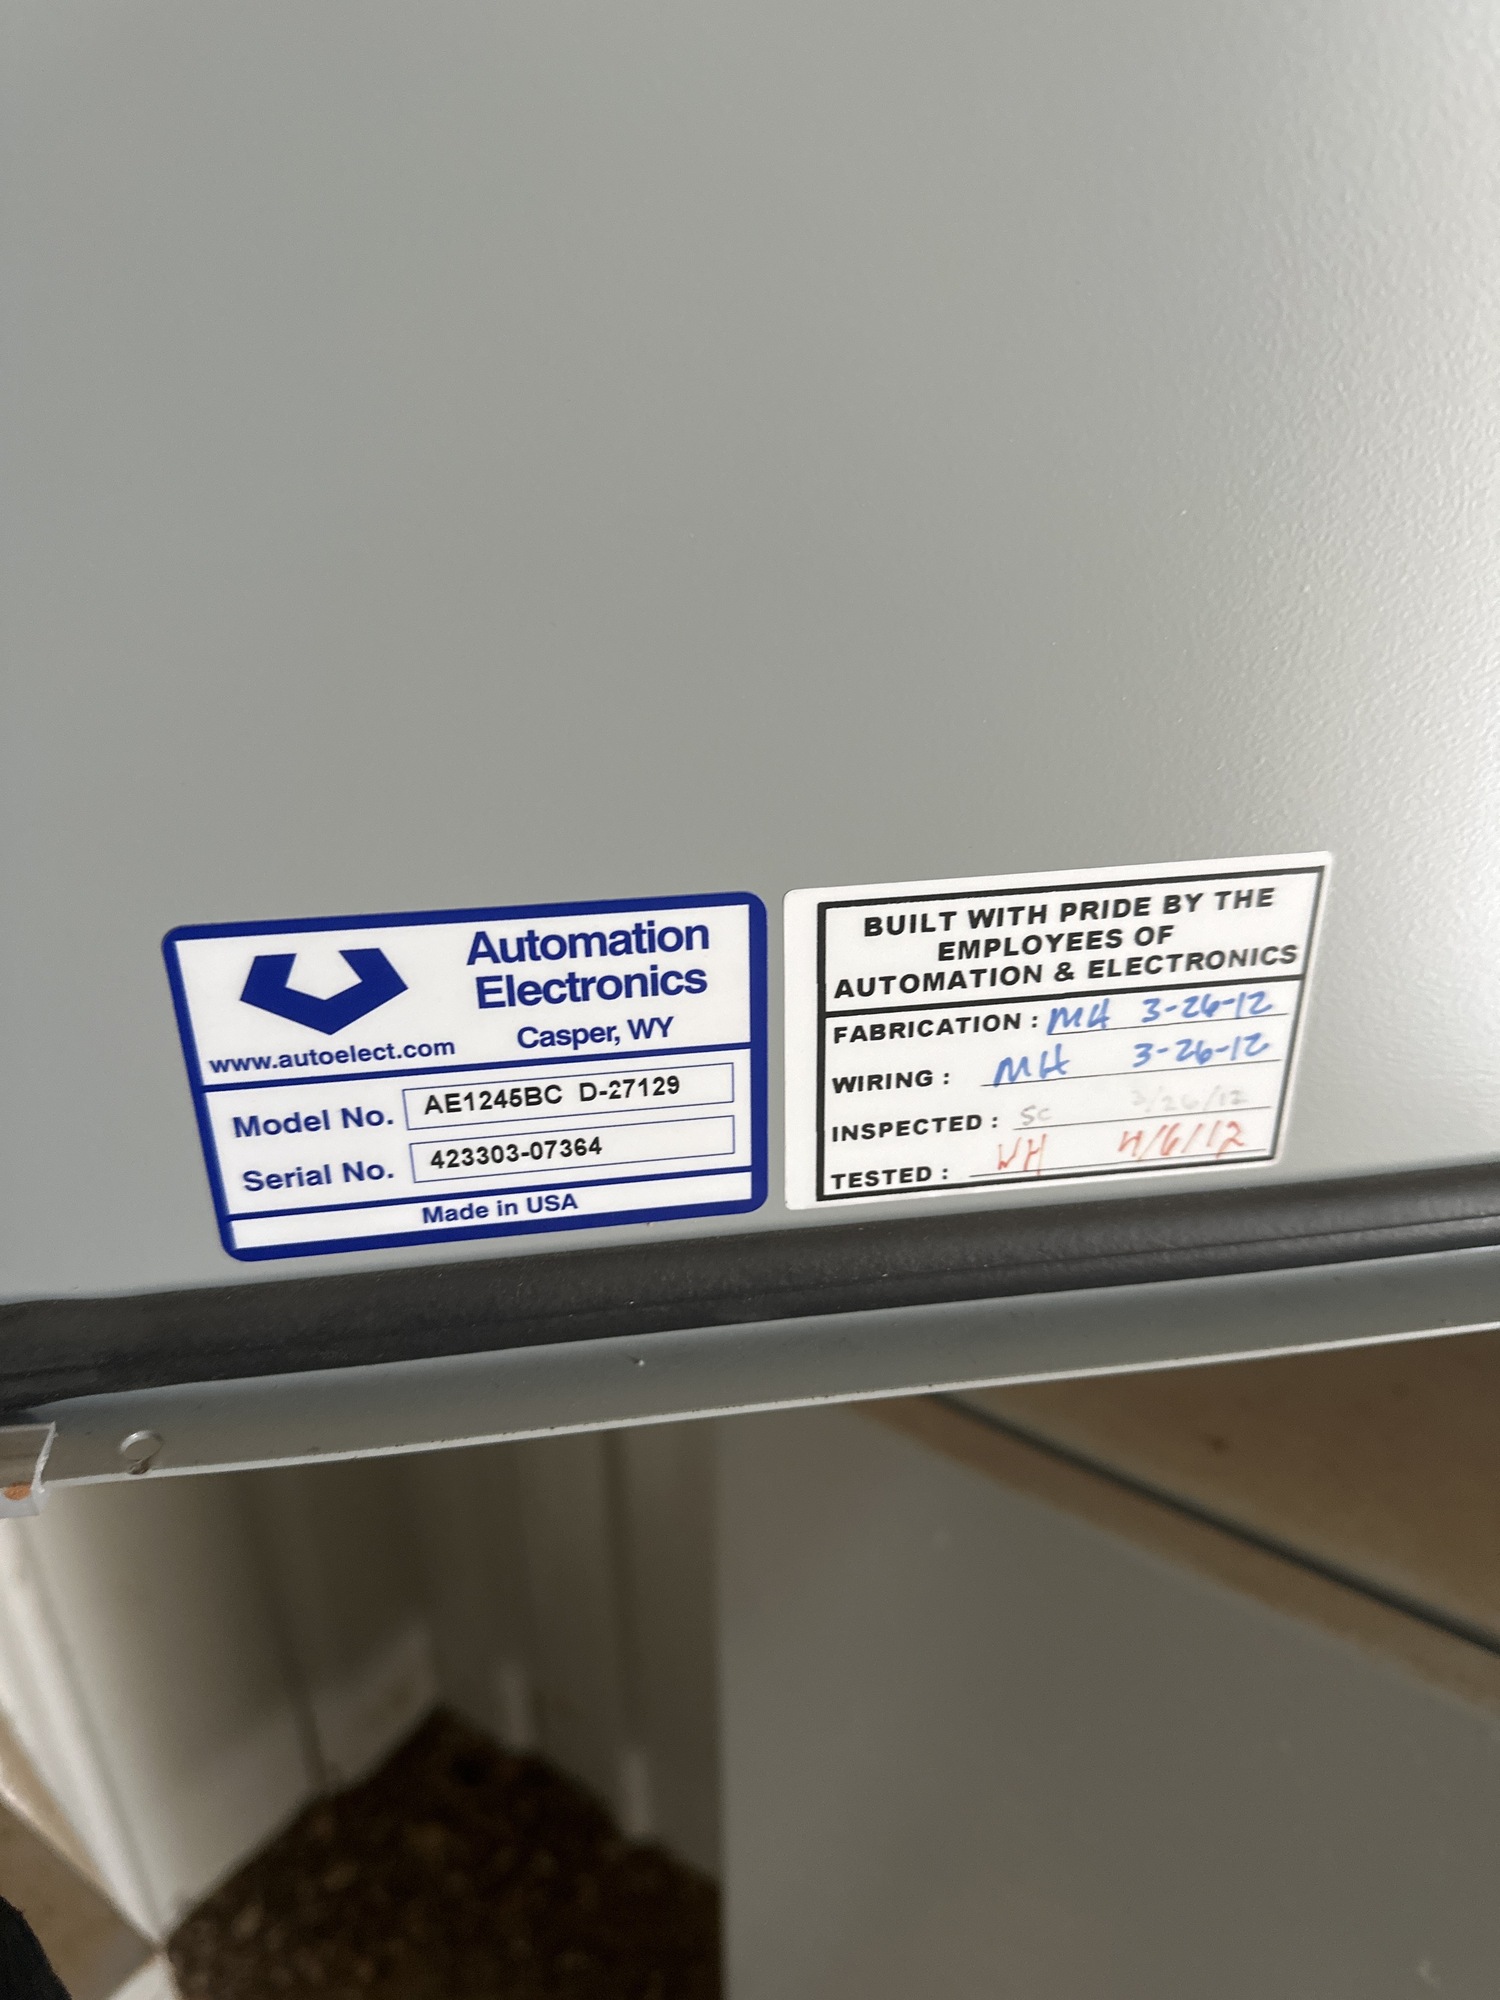 Automation
Electronics
Casper, WY
www.autoelect.com
Model No. AE1245BC D-27129
Serial No. 423303-07364
Made in USA
BUILT WITH PRIDE BY THE
EMPLOYEES OF
AUTOMATION & ELECTRONICS
FABRICATION : MH 3-26-12
WIRING : MH 3-26-12
INSPECTED : SC 3/26/12
TESTED : WH 4/6/12